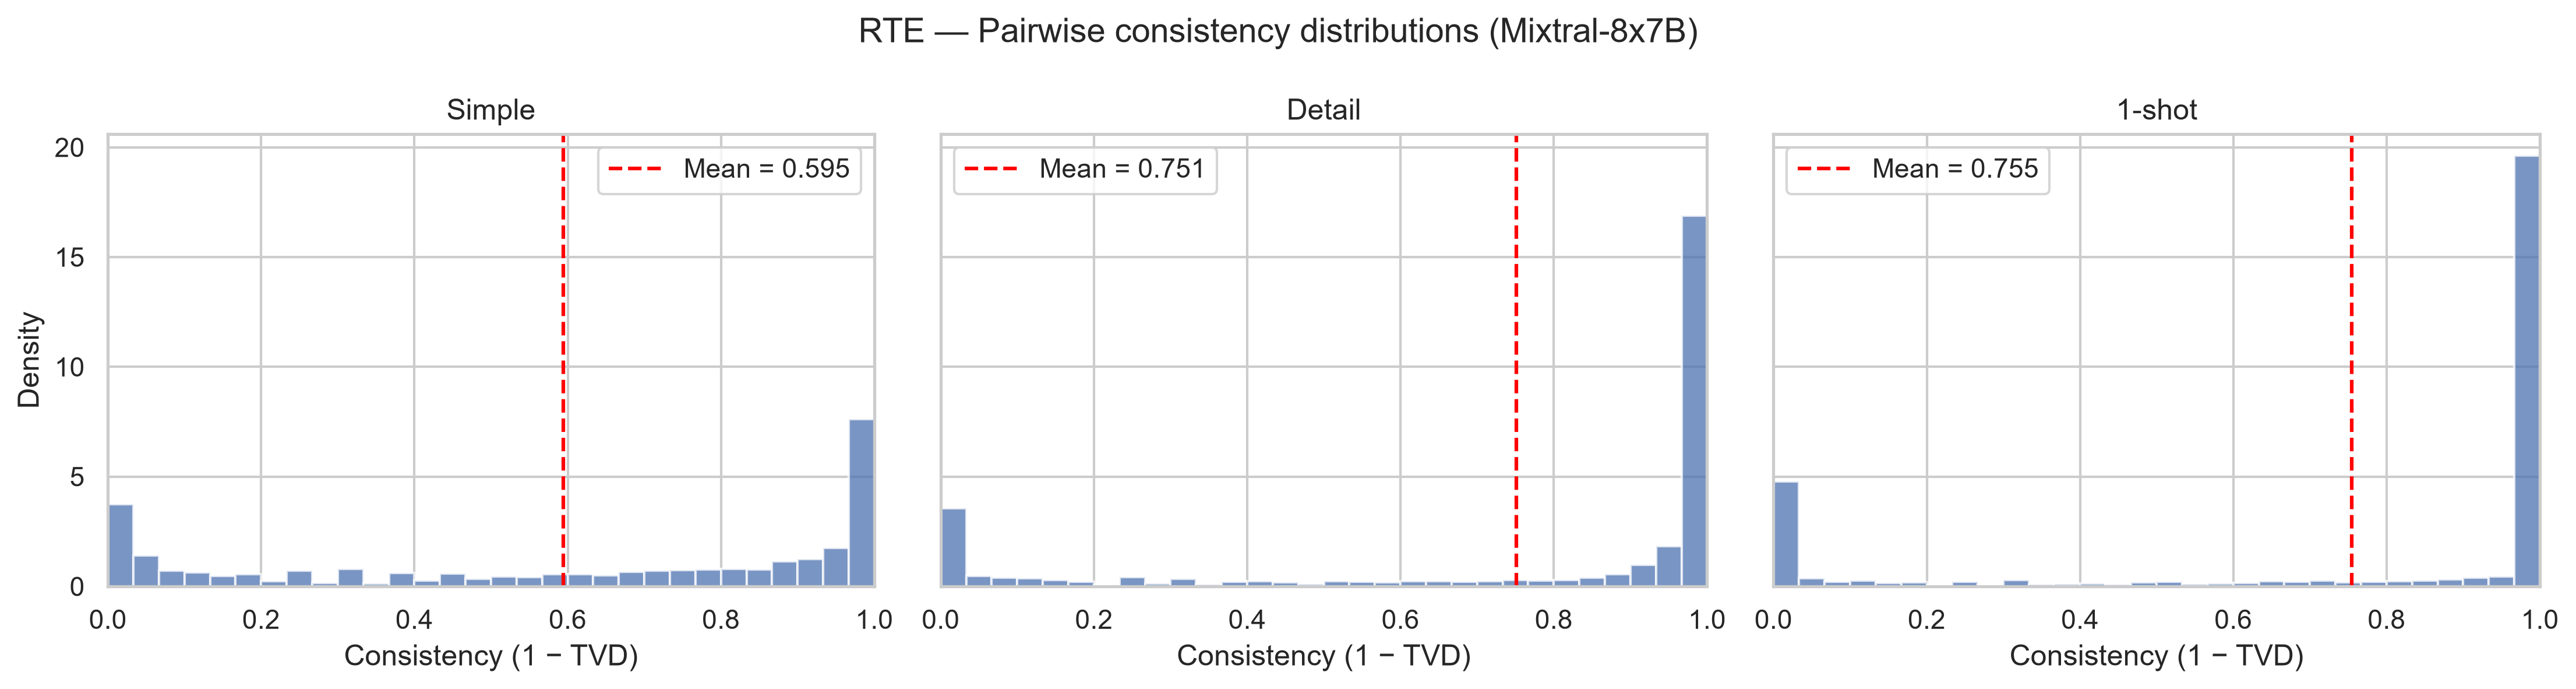 RTE — Pairwise consistency distributions (Mixtral-8x7B)
Simple
Detail
1-shot
Mean = 0.595
Mean = 0.751
Mean = 0.755
Density
20
15
10
5
0
0.0 0.2 0.4 0.6 0.8 1.0
0.0 0.2 0.4 0.6 0.8 1.0
0.0 0.2 0.4 0.6 0.8 1.0
Consistency (1 − TVD)
Consistency (1 − TVD)
Consistency (1 − TVD)